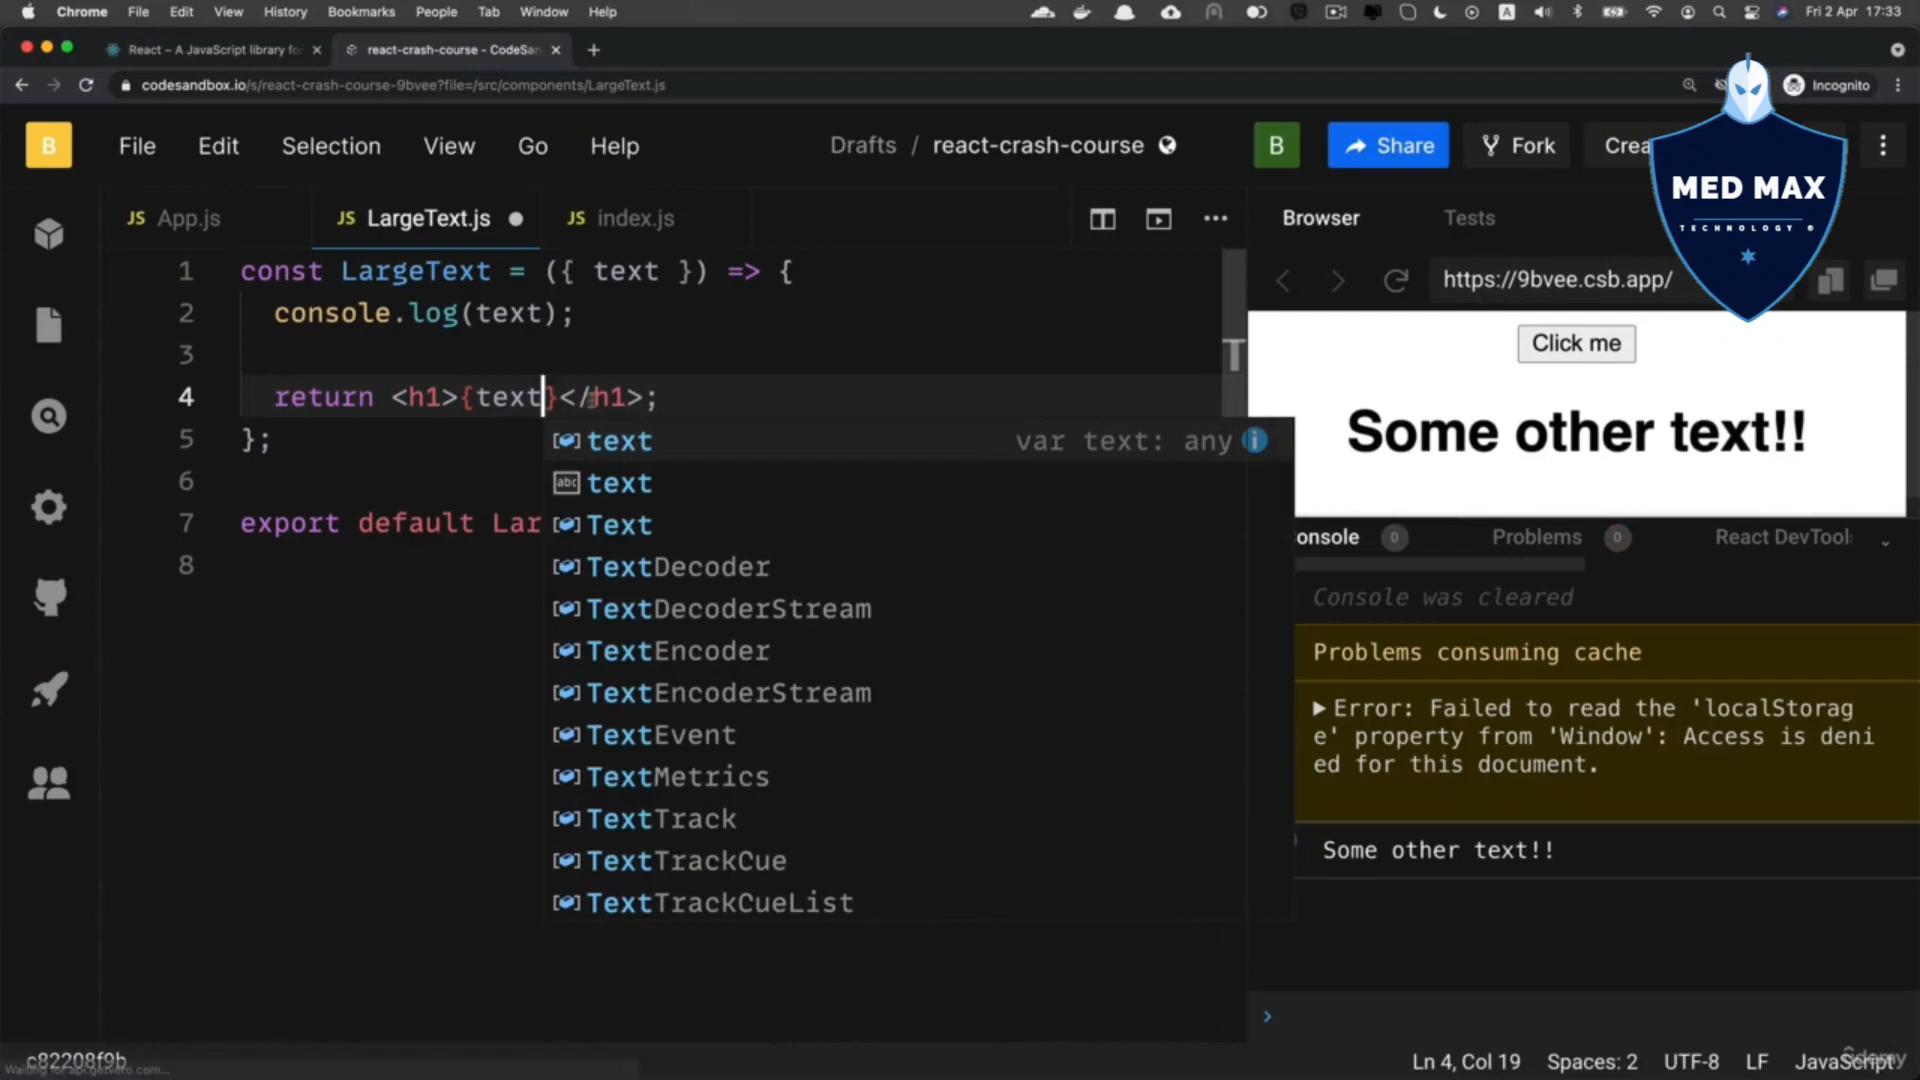 Chrome File Edit View History Bookmarks People Tab Window Help A Fri 2 Apr 17:33
React – A JavaScript library fo
react-crash-course - CodeSan
codesandbox.io/s/react-crash-course-9bvee?file=/src/components/LargeText.js
Incognito
B File Edit Selection View Go Help Drafts / react-crash-course B Share Fork Crea
MED MAX
TECHNOLOGY ®
JS App.js JS LargeText.js JS index.js
Browser Tests
https://9bvee.csb.app/
1 const LargeText = ({ text }) => {
2 console.log(text);
3
4 return <h1>{text}</h1>;
5 };
6
7 export default Lar
8
text var text: any
text
Text
TextDecoder
TextDecoderStream
TextEncoder
TextEncoderStream
TextEvent
TextMetrics
TextTrack
TextTrackCue
TextTrackCueList
Click me
Some other text!!
onsole 0 Problems 0 React DevTool
Console was cleared
Problems consuming cache
Error: Failed to read the 'localStorag
e' property from 'Window': Access is deni
ed for this document.
Some other text!!
c82208f9b
Waiting for api.getvero.com...
Ln 4, Col 19 Spaces: 2 UTF-8 LF JavaScript
ûdemy